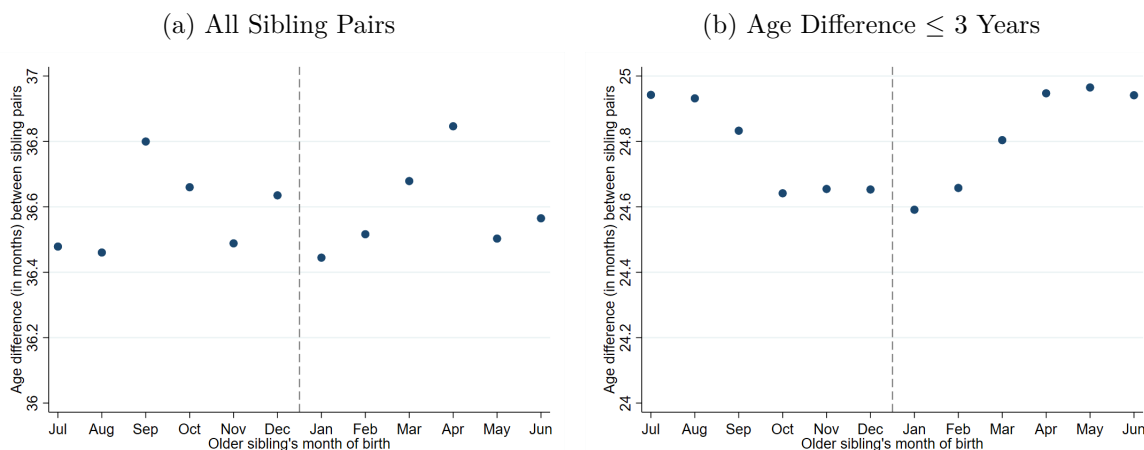 (a) All Sibling Pairs
Age difference (in months) between sibling pairs
37
36.8
36.6
36.4
36.2
36
Jul Aug Sep Oct Nov Dec Jan Feb Mar Apr May Jun
Older sibling's month of birth
(b) Age Difference ≤ 3 Years
Age difference (in months) between sibling pairs
25
24.8
24.6
24.4
24.2
24
Jul Aug Sep Oct Nov Dec Jan Feb Mar Apr May Jun
Older sibling's month of birth